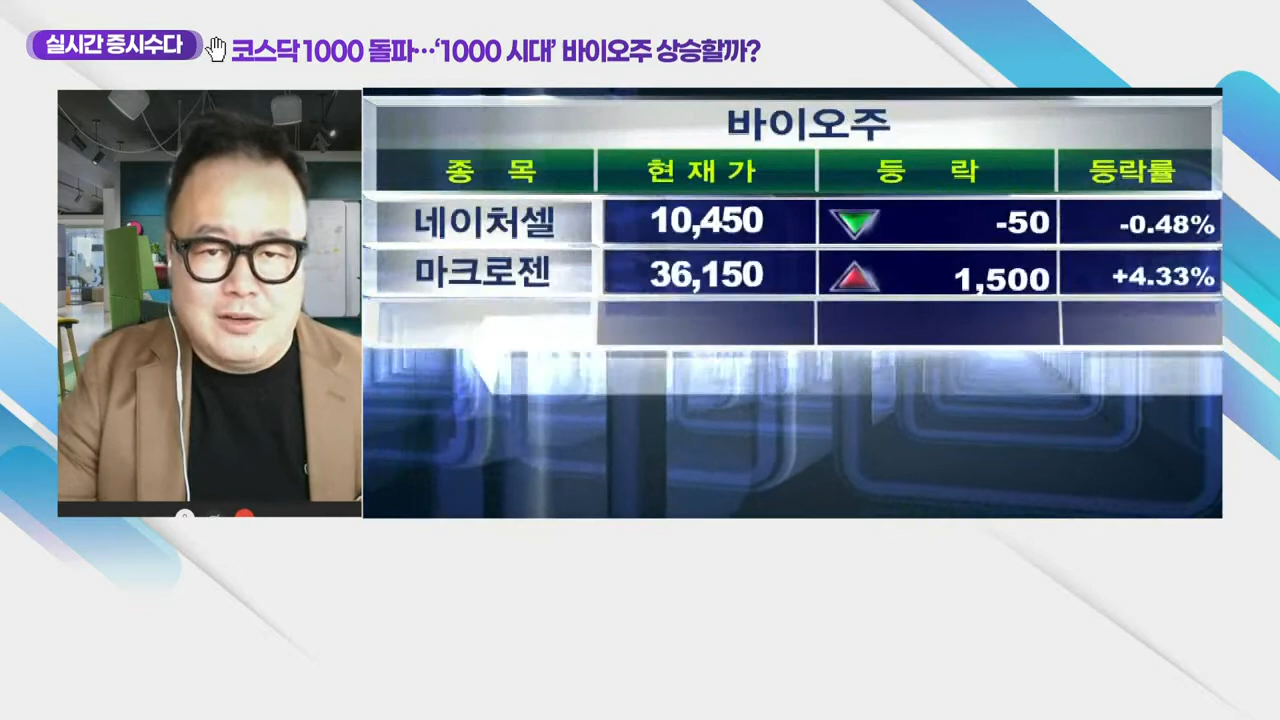 실시간 증시수다
코스닥 1000 돌파…'1000 시대' 바이오주 상승할까?
바이오주
종 목 현 재 가 등 락 등락률
네이처셀 10,450 -50 -0.48%
마크로젠 36,150 1,500 +4.33%